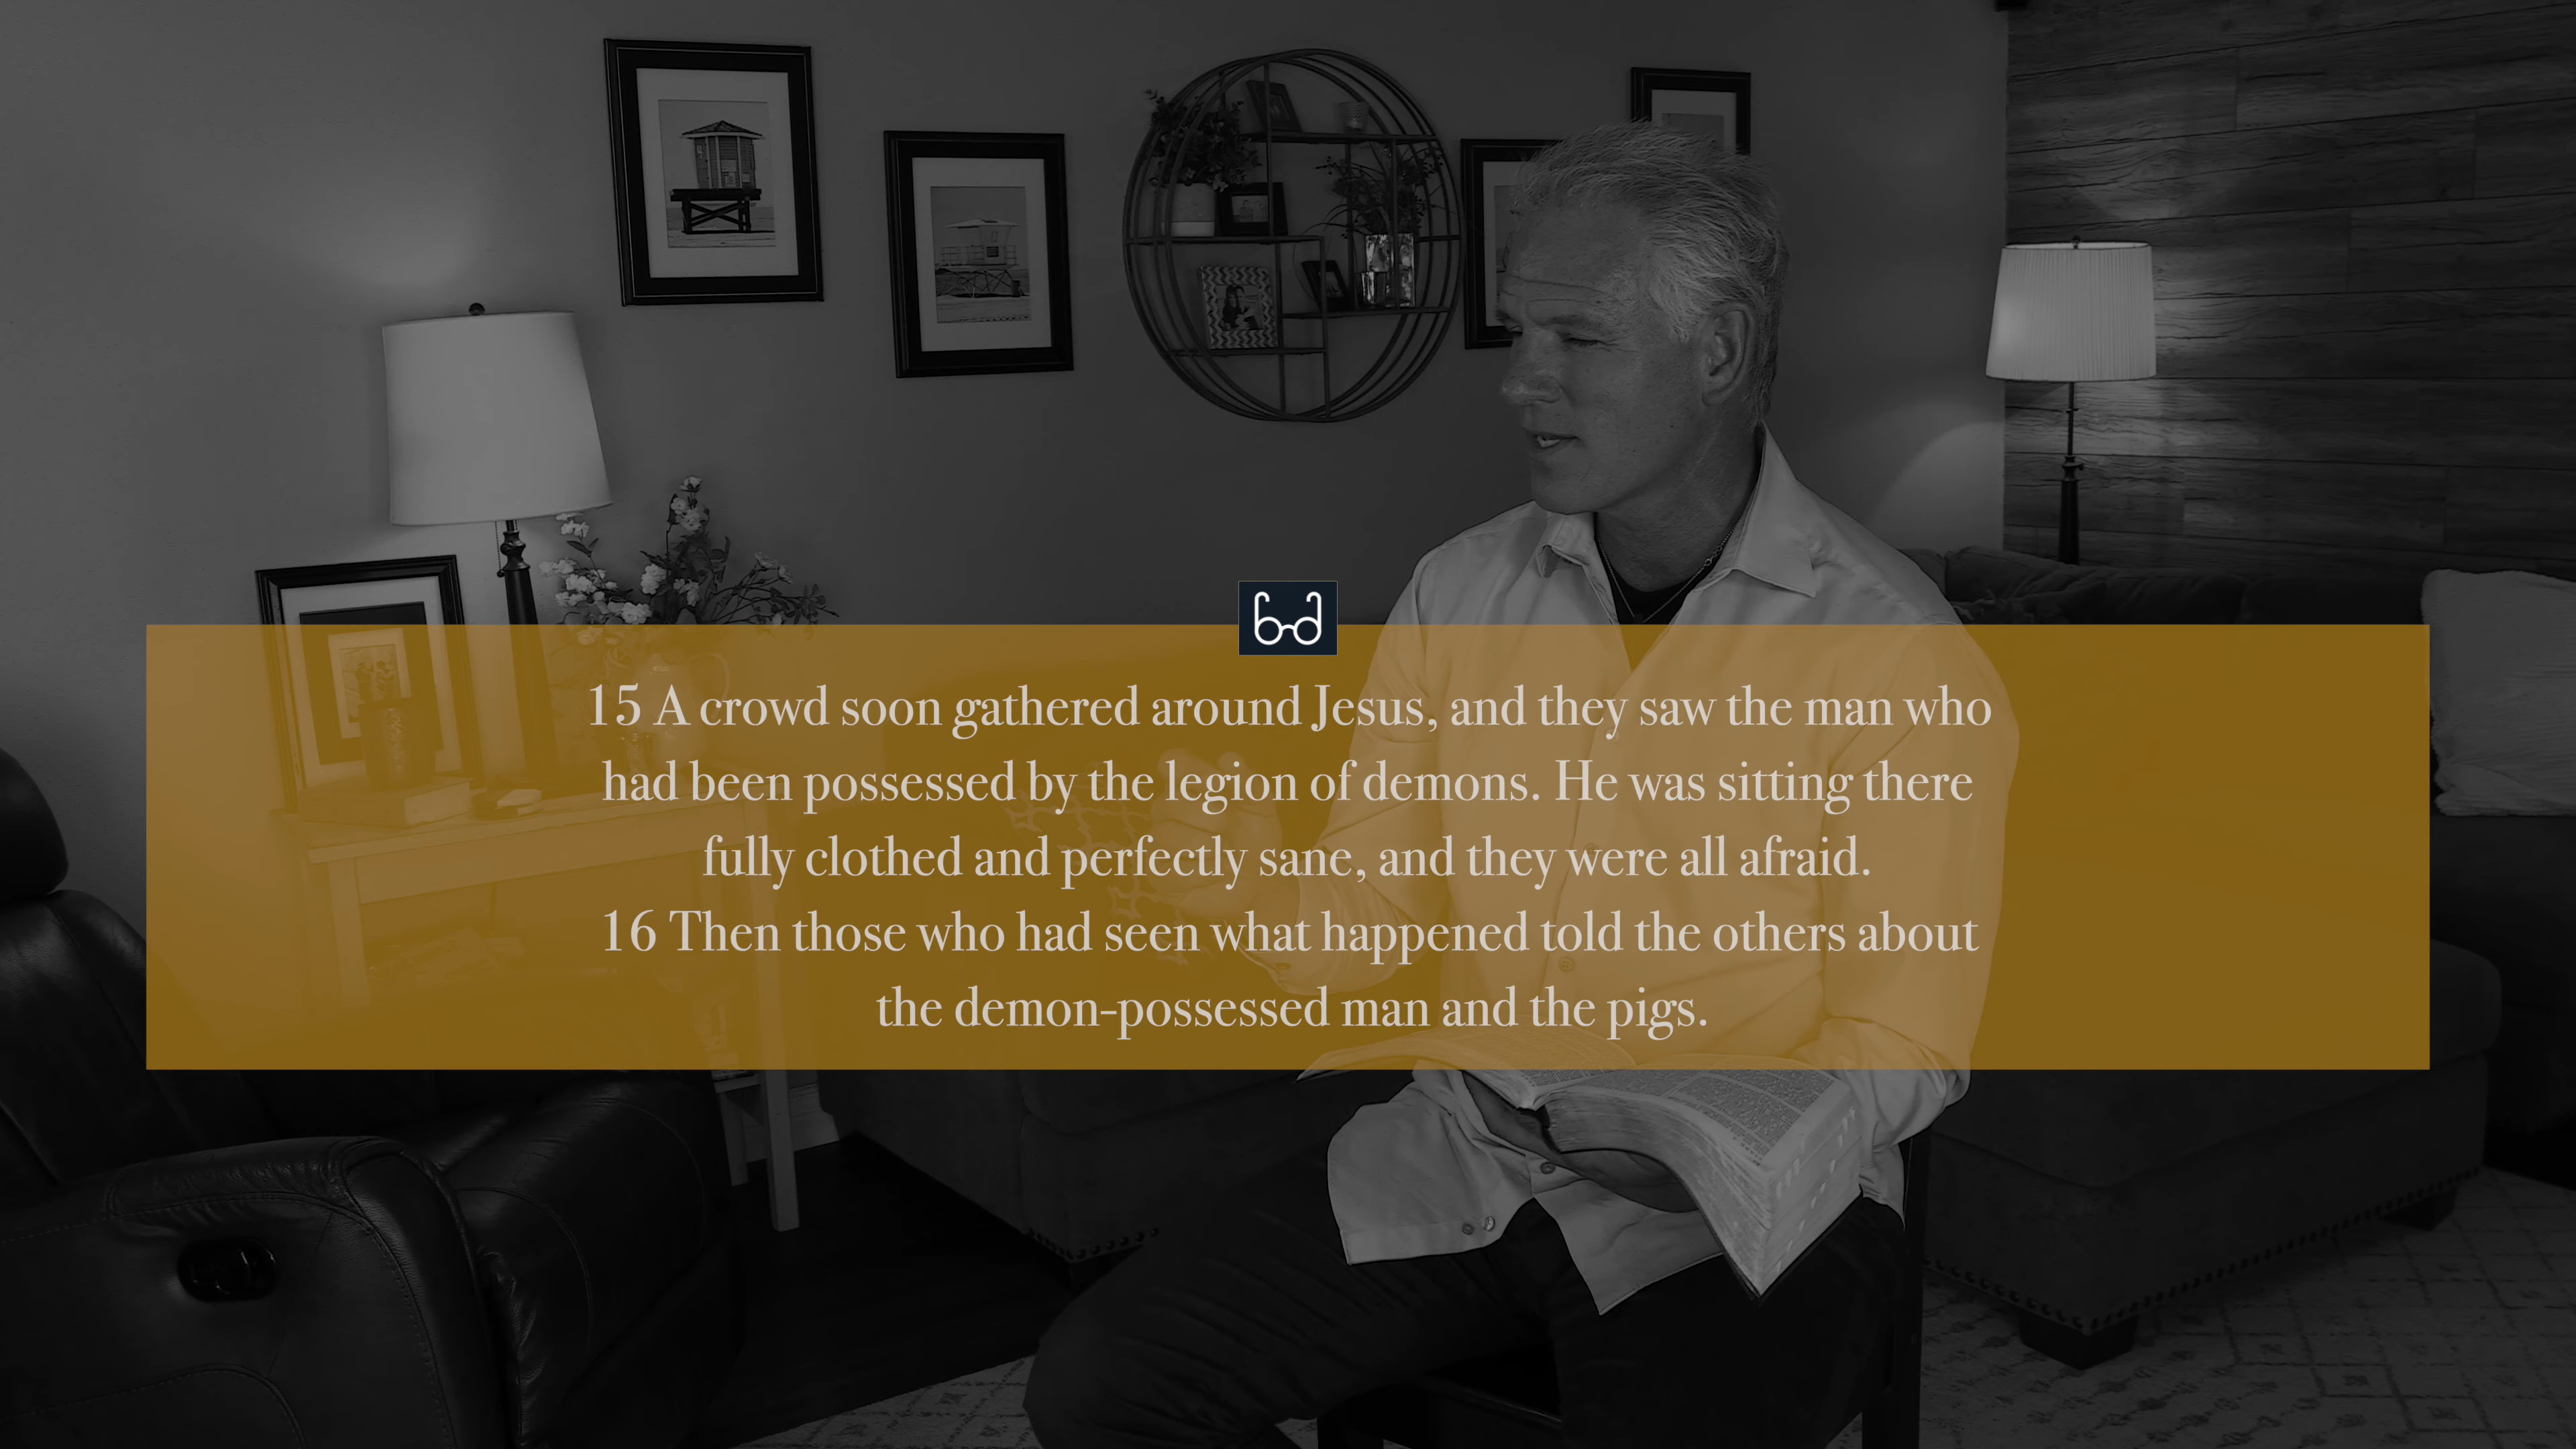 15 A crowd soon gathered around Jesus, and they saw the man who
had been possessed by the legion of demons. He was sitting there
fully clothed and perfectly sane, and they were all afraid.
16 Then those who had seen what happened told the others about
the demon-possessed man and the pigs.